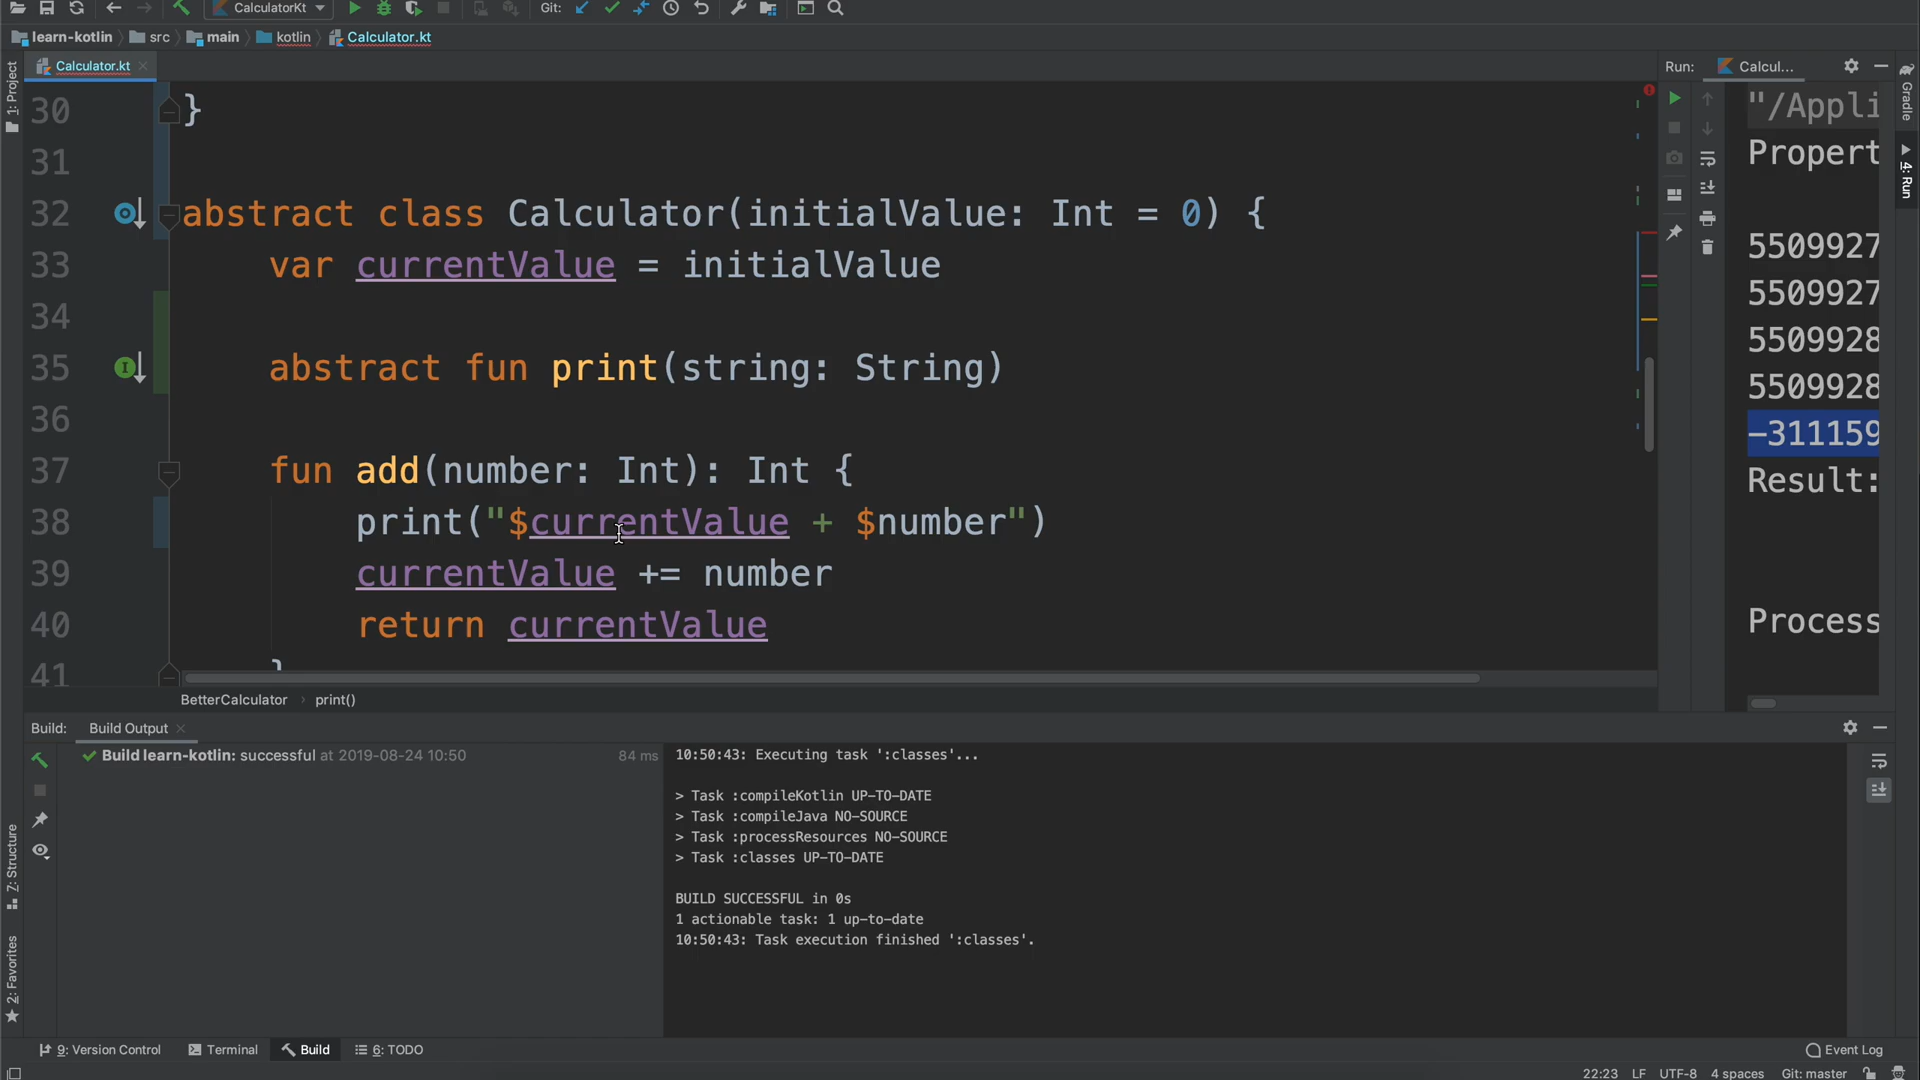 CalculatorKt
Git:
learn-kotlin
src
main
kotlin
Calculator.kt
1: Project
Calculator.kt
Run:
Calcul...
Gradle
4: Run
30 }
31
32 abstract class Calculator(initialValue: Int = 0) {
33 var currentValue = initialValue
34
35 abstract fun print(string: String)
36
37 fun add(number: Int): Int {
38 print("$currentValue + $number")
39 currentValue += number
40 return currentValue
41 }
"/Appli
Propert
5509927
5509927
5509928
5509928
-311159
Result:
Process
BetterCalculator
print()
Build:
Build Output
Build learn-kotlin: successful at 2019-08-24 10:50
84 ms
10:50:43: Executing task ':classes'...
> Task :compileKotlin UP-TO-DATE
> Task :compileJava NO-SOURCE
> Task :processResources NO-SOURCE
> Task :classes UP-TO-DATE
BUILD SUCCESSFUL in 0s
1 actionable task: 1 up-to-date
10:50:43: Task execution finished ':classes'.
Z: Structure
2: Favorites
9: Version Control
Terminal
Build
6: TODO
Event Log
22:23
LF
UTF-8
4 spaces
Git: master